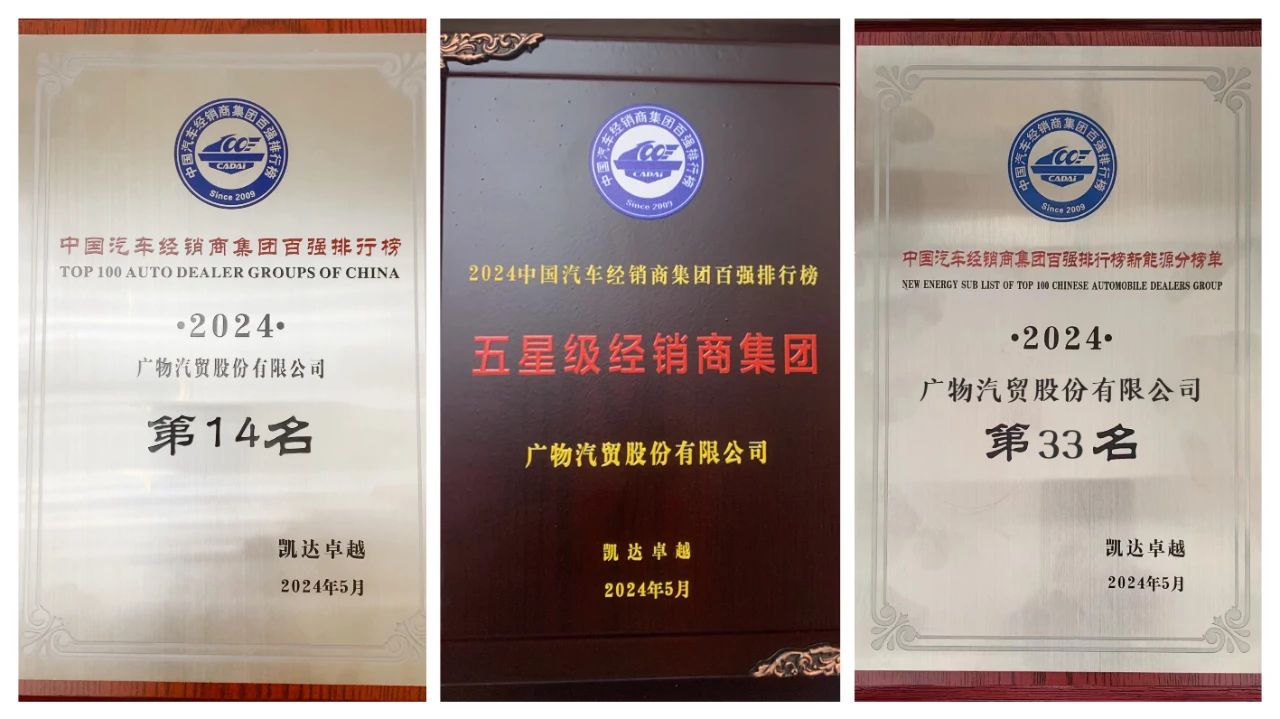 中国汽车经销商集团百强排行榜
100E
CADAI
Since 2009
中国汽车经销商集团百强排行榜
TOP 100 AUTO DEALER GROUPS OF CHINA
·2024·
广物汽贸股份有限公司
第14名
凯达卓越
2024年5月
中国汽车经销商集团百强排行榜
100E
CADAI
Since 2009
2024中国汽车经销商集团百强排行榜
五星级经销商集团
广物汽贸股份有限公司
凯达卓越
2024年5月
中国汽车经销商集团百强排行榜
100E
CADAI
Since 2009
中国汽车经销商集团百强排行榜新能源分榜单
NEW ENERGY SUB LIST OF TOP 100 CHINESE AUTOMOBILE DEALERS GROUP
·2024·
广物汽贸股份有限公司
第33名
凯达卓越
2024年5月